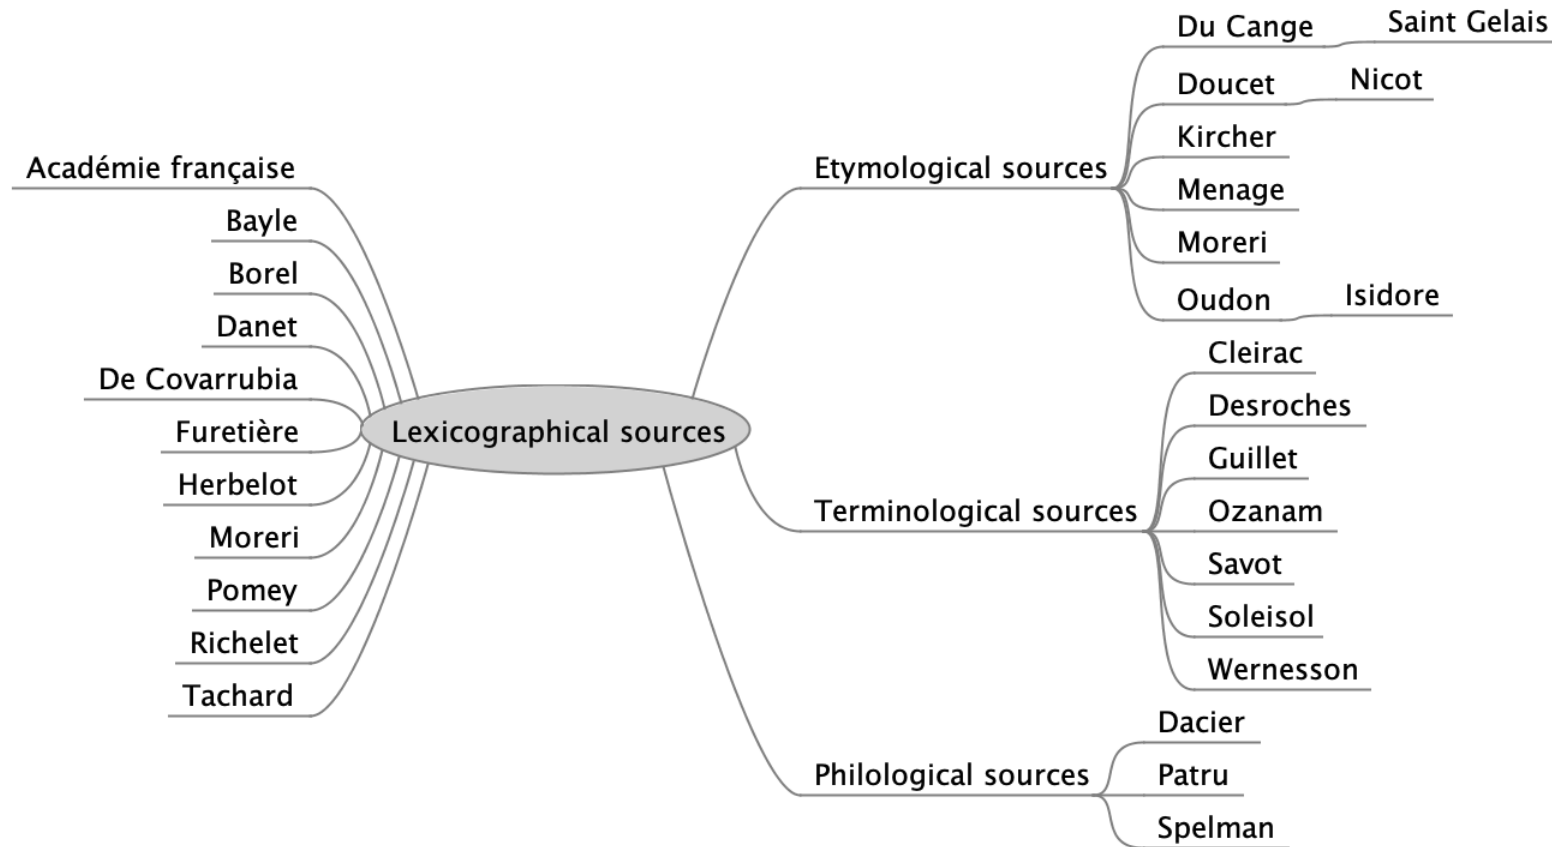 Lexicographical sources
Académie française
Bayle
Borel
Danet
De Covarrubia
Furetière
Herbelot
Moreri
Pomey
Richelet
Tachard
Etymological sources
Du Cange
Saint Gelais
Doucet
Nicot
Kircher
Menage
Moreri
Oudon
Isidore
Terminological sources
Cleirac
Desroches
Guillet
Ozanam
Savot
Soleisol
Wernesson
Philological sources
Dacier
Patru
Spelman